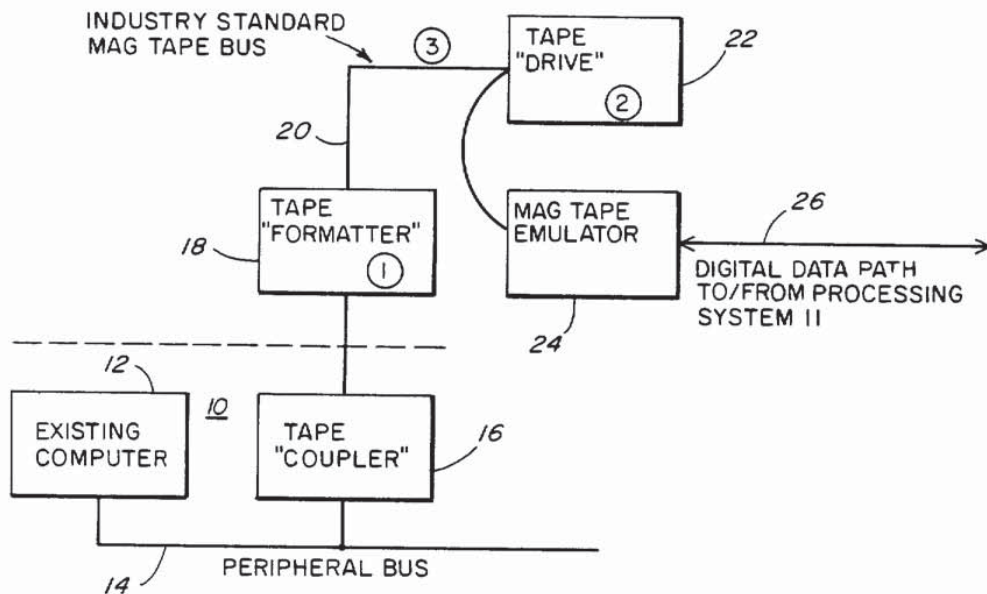 INDUSTRY STANDARD
MAG TAPE BUS
3
TAPE
"DRIVE"
2
22
20
TAPE
"FORMATTER"
1
18
MAG TAPE
EMULATOR
24
26
DIGITAL DATA PATH
TO/FROM PROCESSING
SYSTEM 11
12
10
EXISTING
COMPUTER
TAPE
"COUPLER"
16
14
PERIPHERAL BUS